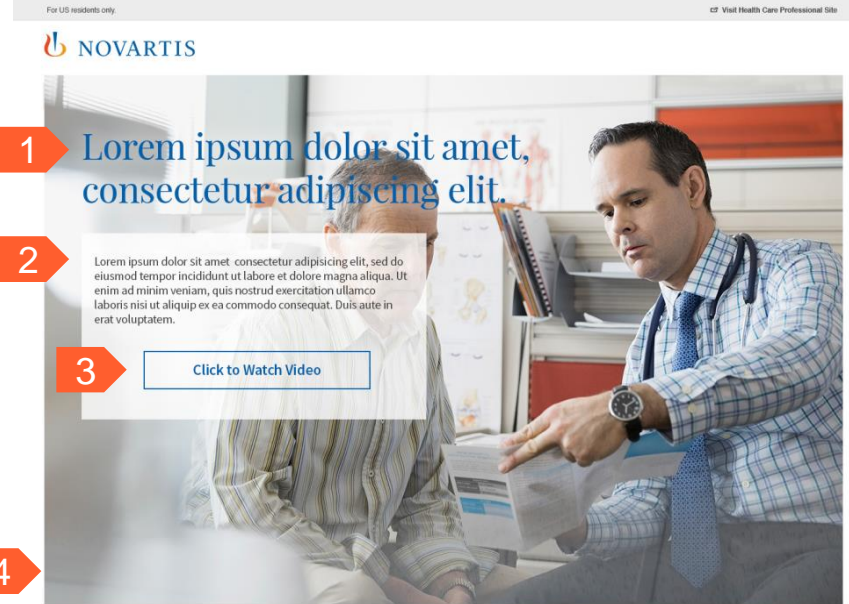 For US residents only.
Visit Health Care Professional Site
NOVARTIS
1
Lorem ipsum dolor sit amet,
consectetur adipiscing elit.
2
Lorem ipsum dolor sit amet consectetur adipisicing elit, sed do
eiusmod tempor incididunt ut labore et dolore magna aliqua. Ut
enim ad minim veniam, quis nostrud exercitation ullamco
laboris nisi ut aliquip ex ea commodo consequat. Duis aute in
erat voluptatem.
3
Click to Watch Video
4